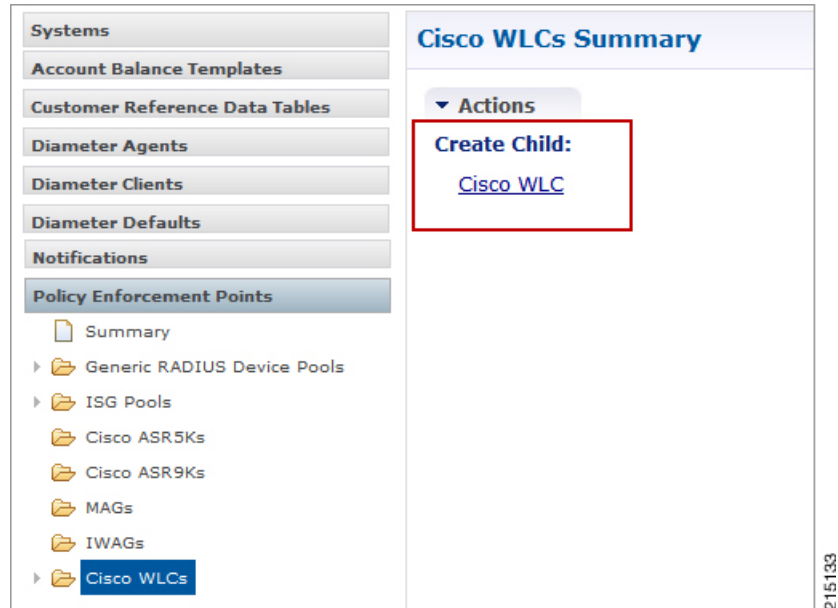 Systems
Account Balance Templates
Customer Reference Data Tables
Diameter Agents
Diameter Clients
Diameter Defaults
Notifications
Policy Enforcement Points
Summary
Generic RADIUS Device Pools
ISG Pools
Cisco ASR5Ks
Cisco ASR9Ks
MAGs
IWAGs
Cisco WLCs
Cisco WLCs Summary
Actions
Create Child:
Cisco WLC
215133